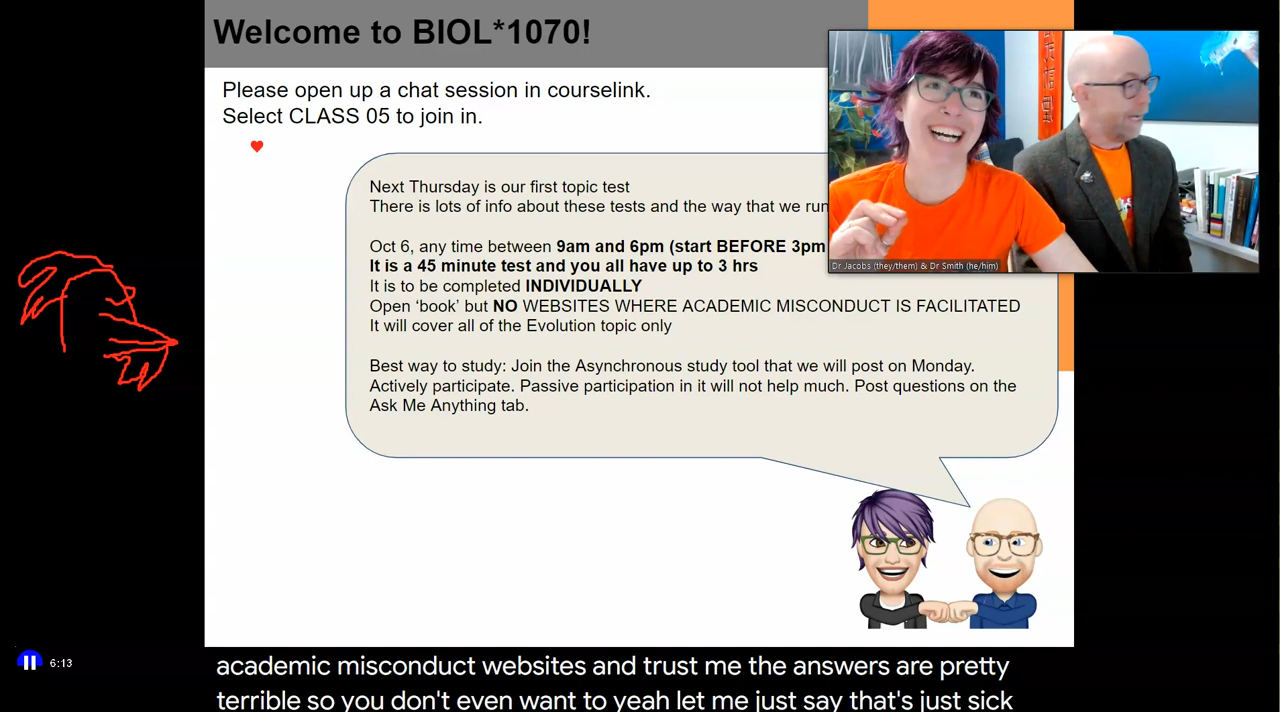 Welcome to BIOL*1070!
Please open up a chat session in courselink.
Select CLASS 05 to join in.
Next Thursday is our first topic test
There is lots of info about these tests and the way that we run
Oct 6, any time between 9am and 6pm (start BEFORE 3pm
It is a 45 minute test and you all have up to 3 hrs
It is to be completed INDIVIDUALLY
Open ‘book’ but NO WEBSITES WHERE ACADEMIC MISCONDUCT IS FACILITATED
It will cover all of the Evolution topic only
Best way to study: Join the Asynchronous study tool that we will post on Monday.
Actively participate. Passive participation in it will not help much. Post questions on the
Ask Me Anything tab.
Dr Jacobs (they/them) & Dr Smith (he/him)
6:13
academic misconduct websites and trust me the answers are pretty
terrible so you don't even want to yeah let me just say that's just sick